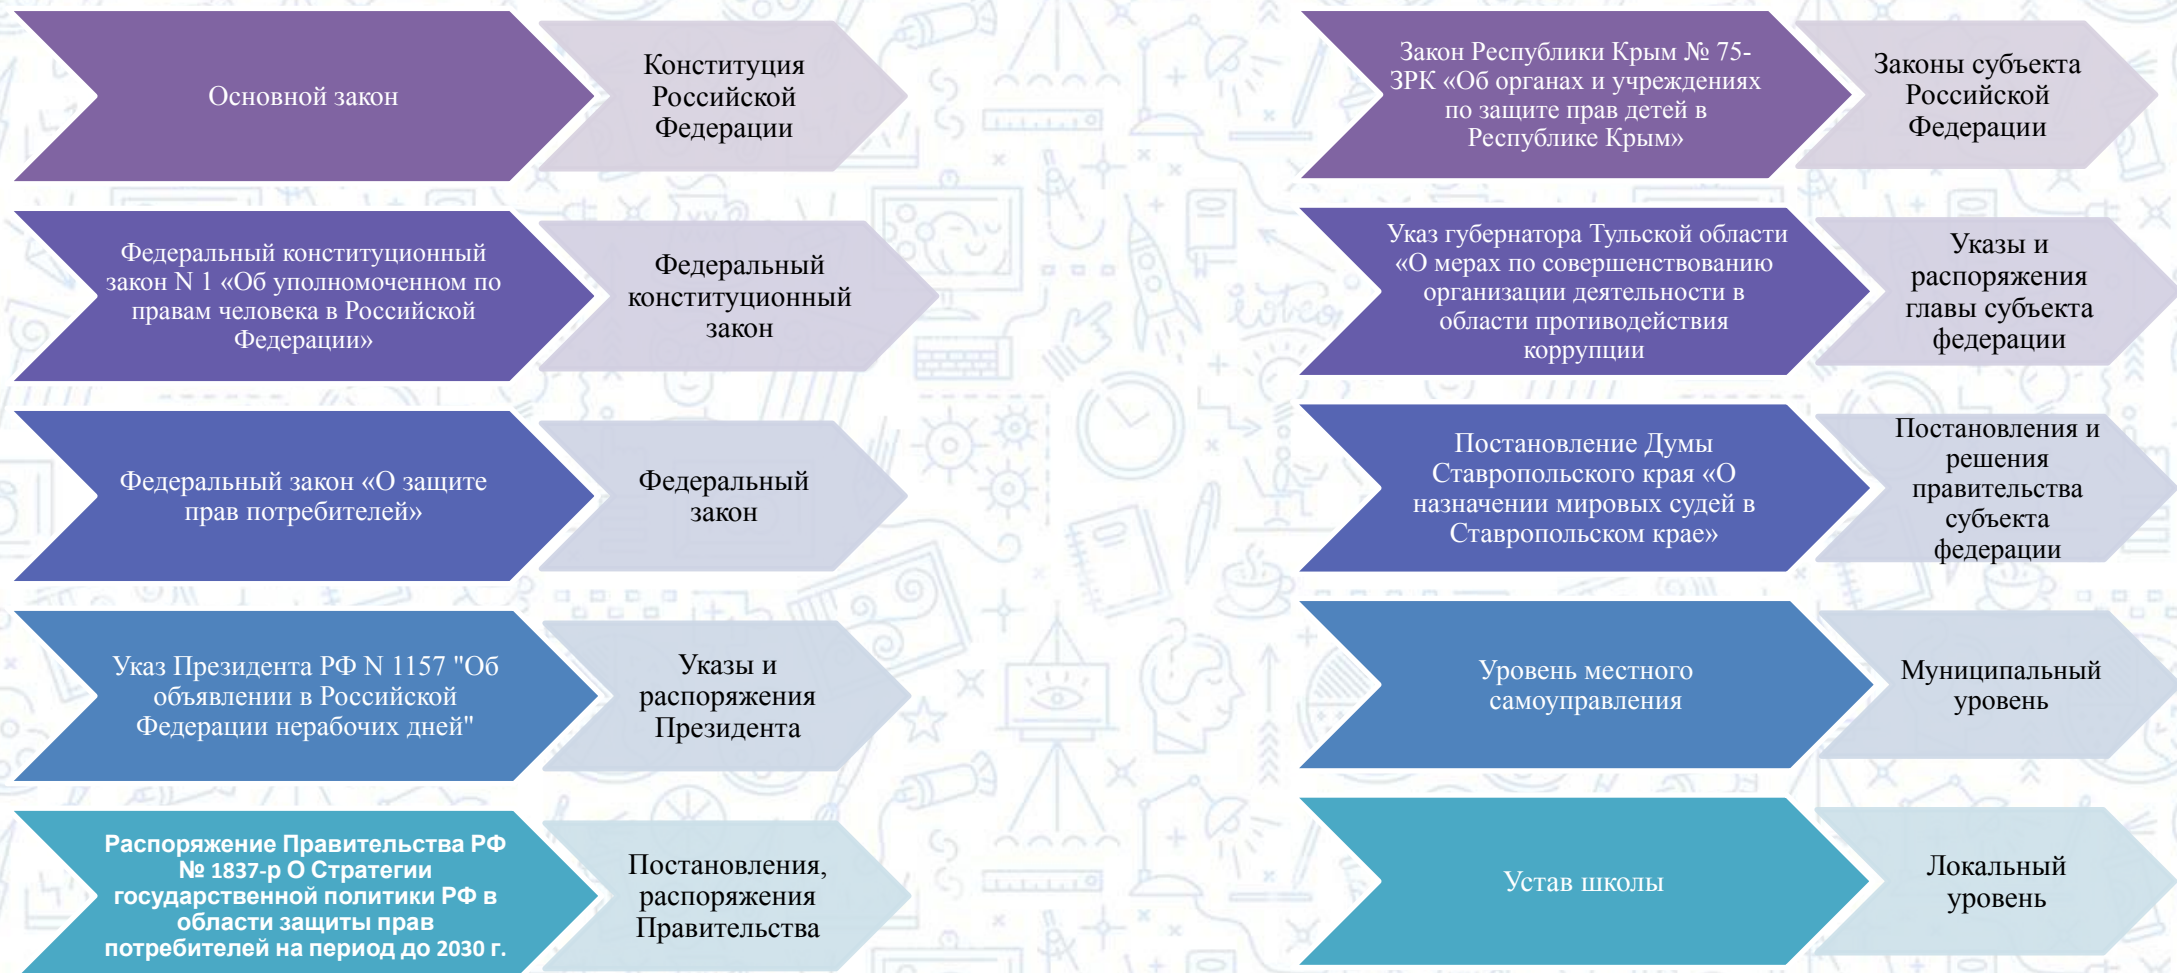 Основной закон
Конституция
Российской
Федерации
Федеральный конституционный
закон N 1 «Об уполномоченном по
правам человека в Российской
Федерации»
Федеральный
конституционный
закон
Федеральный закон «О защите
прав потребителей»
Федеральный
закон
Указ Президента РФ N 1157 "Об
объявлении в Российской
Федерации нерабочих дней"
Указы и
распоряжения
Президента
Распоряжение Правительства РФ
№ 1837-р О Стратегии
государственной политики РФ в
области защиты прав
потребителей на период до 2030 г.
Постановления,
распоряжения
Правительства
Закон Республики Крым № 75-
ЗРК «Об органах и учреждениях
по защите прав детей в
Республике Крым»
Законы субъекта
Российской
Федерации
Указ губернатора Тульской области
«О мерах по совершенствованию
организации деятельности в
области противодействия
коррупции
Указы и
распоряжения
главы субъекта
федерации
Постановление Думы
Ставропольского края «О
назначении мировых судей в
Ставропольском крае»
Постановления и
решения
правительства
субъекта
федерации
Уровень местного
самоуправления
Муниципальный
уровень
Устав школы
Локальный
уровень